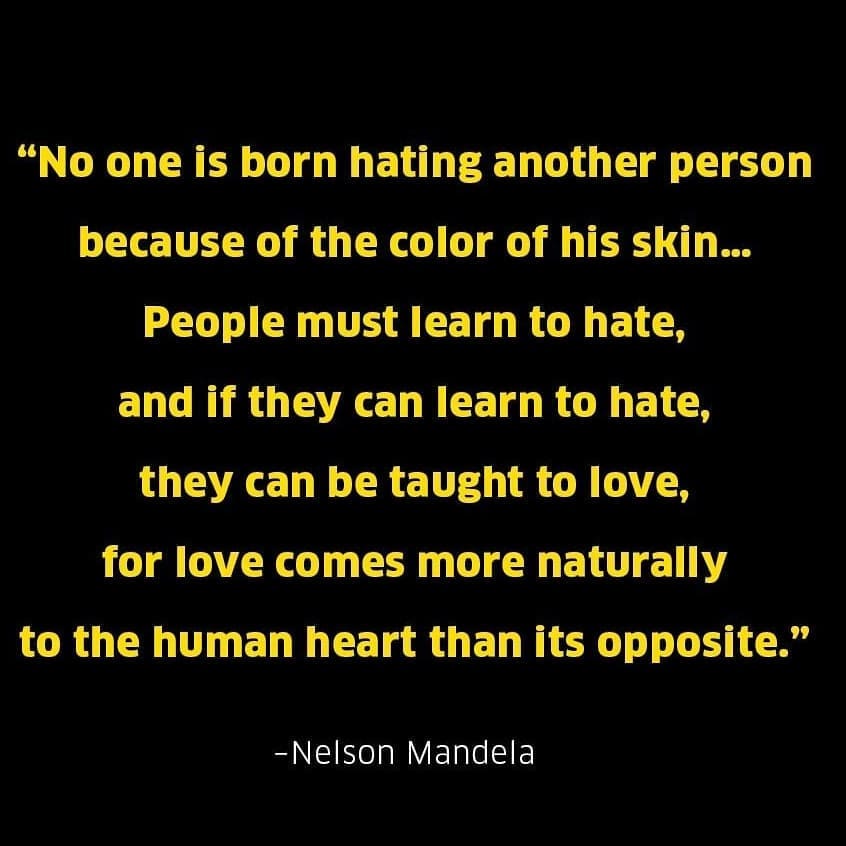 “No one is born hating another person
because of the color of his skin...
People must learn to hate,
and if they can learn to hate,
they can be taught to love,
for love comes more naturally
to the human heart than its opposite.”
–Nelson Mandela